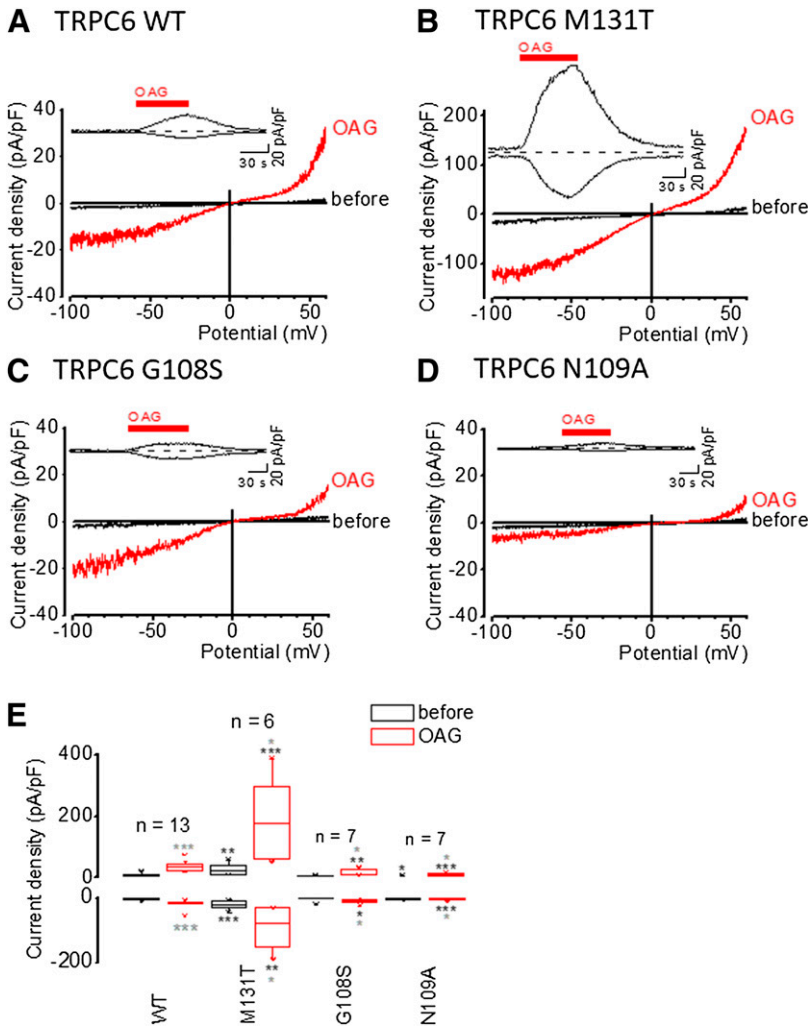 A TRPC6 WT
OAG
40
20
0
-20
-40
Current density (pA/pF)
30 s
20 pA/pF
OAG
before
-100
-50
0
50
Potential (mV)
B TRPC6 M131T
OAG
200
100
0
-100
Current density (pA/pF)
30 s
20 pA/pF
OAG
before
-100
-50
0
50
Potential (mV)
C TRPC6 G108S
OAG
40
20
0
-20
-40
Current density (pA/pF)
30 s
20 pA/pF
OAG
before
-100
-50
0
50
Potential (mV)
D TRPC6 N109A
OAG
40
20
0
-20
-40
Current density (pA/pF)
30 s
20 pA/pF
OAG
before
-100
-50
0
50
Potential (mV)
E
before
OAG
Current density (pA/pF)
400
200
0
0
-200
n = 13
n = 6
n = 7
n = 7
***
***
**
***
*
***
**
*
*
**
*
*
*
*
***
***
*
WT
M131T
G108S
N109A